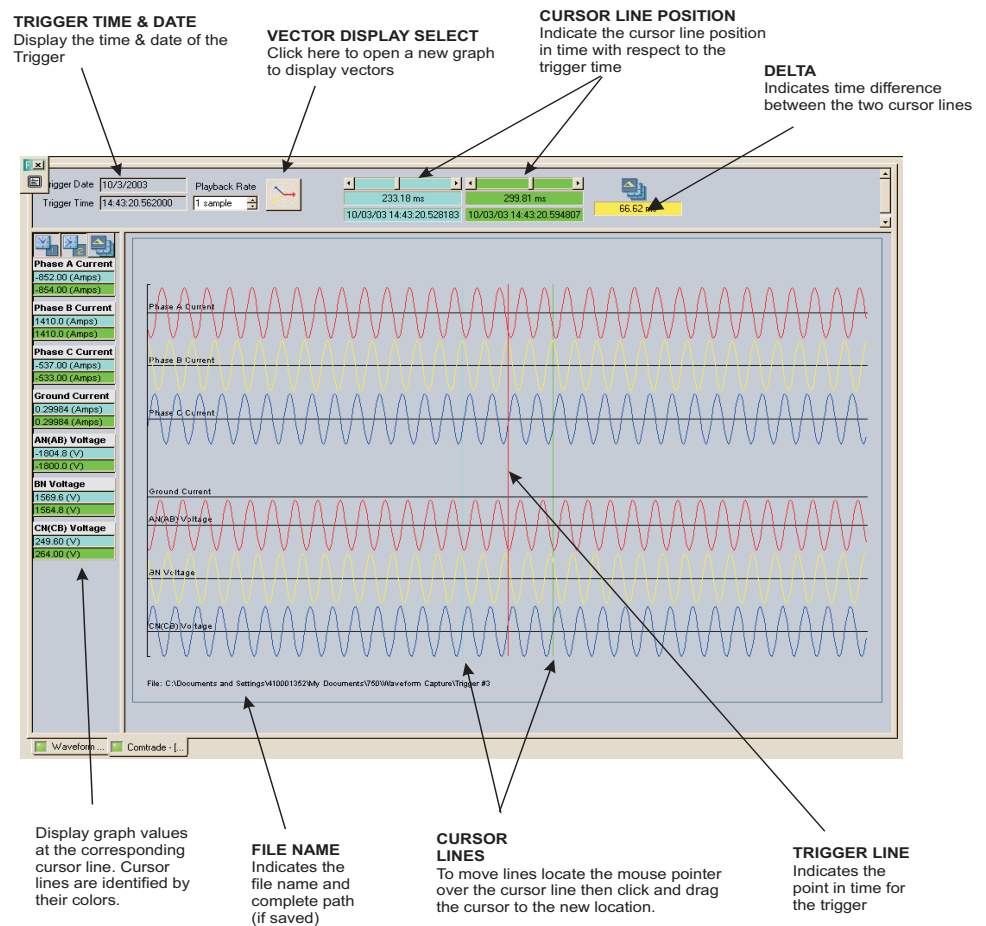 TRIGGER TIME & DATE
Display the time & date of the
Trigger
VECTOR DISPLAY SELECT
Click here to open a new graph
to display vectors
CURSOR LINE POSITION
Indicate the cursor line position
in time with respect to the
trigger time
DELTA
Indicates time difference
between the two cursor lines
Trigger Date 10/3/2003
Trigger Time 14:43:20.562000
Playback Rate
1 sample
233.18 ms
10/03/03 14:43:20.528183
299.81 ms
10/03/03 14:43:20.594807
66.62 ms
1
2
Phase A Current
-852.00 (Amps)
-854.00 (Amps)
Phase B Current
1410.0 (Amps)
1410.0 (Amps)
Phase C Current
-537.00 (Amps)
-533.00 (Amps)
Ground Current
0.29984 (Amps)
0.29984 (Amps)
AN(AB) Voltage
-1804.8 (V)
-1800.0 (V)
BN Voltage
1569.6 (V)
1564.8 (V)
CN(CB) Voltage
249.60 (V)
264.00 (V)
Phase A Current
Phase B Current
Phase C Current
Ground Current
AN(AB) Voltage
BN Voltage
CN(CB) Voltage
File: C:\Documents and Settings\410001352\My Documents\750\Waveform Capture\Trigger #3
Waveform ...
Comtrade - [...
Display graph values
at the corresponding
cursor line. Cursor
lines are identified by
their colors.
FILE NAME
Indicates the
file name and
complete path
(if saved)
CURSOR
LINES
To move lines locate the mouse pointer
over the cursor line then click and drag
the cursor to the new location.
TRIGGER LINE
Indicates the
point in time for
the trigger